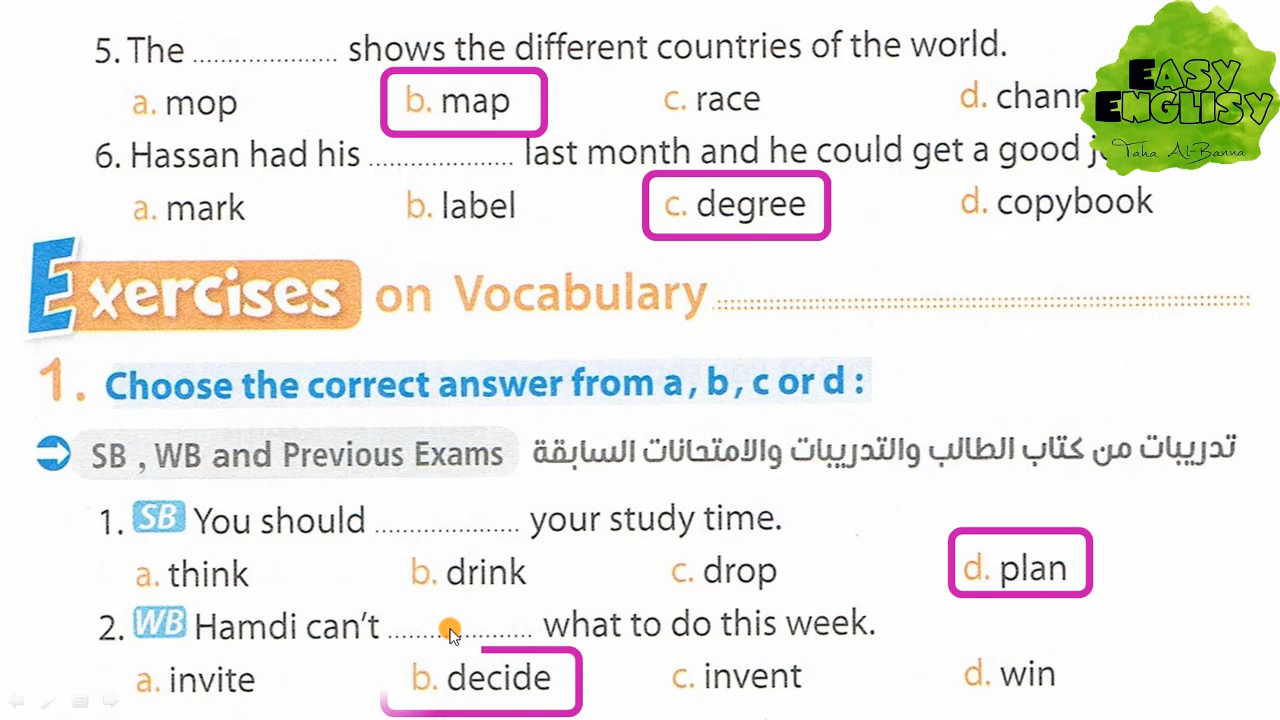 5. The .................... shows the different countries of the world.
a. mop b. map c. race d. chann
6. Hassan had his .................... last month and he could get a good j
a. mark b. label c. degree d. copybook
Exercises on Vocabulary
1. Choose the correct answer from a , b , c or d :
SB , WB and Previous Exams تدريبات من كتاب الطالب والتدريبات والامتحانات السابقة
1. SB You should .................... your study time.
a. think b. drink c. drop d. plan
2. WB Hamdi can't .................... what to do this week.
a. invite b. decide c. invent d. win
EASY
ENGLISY
Taha Al-Banna